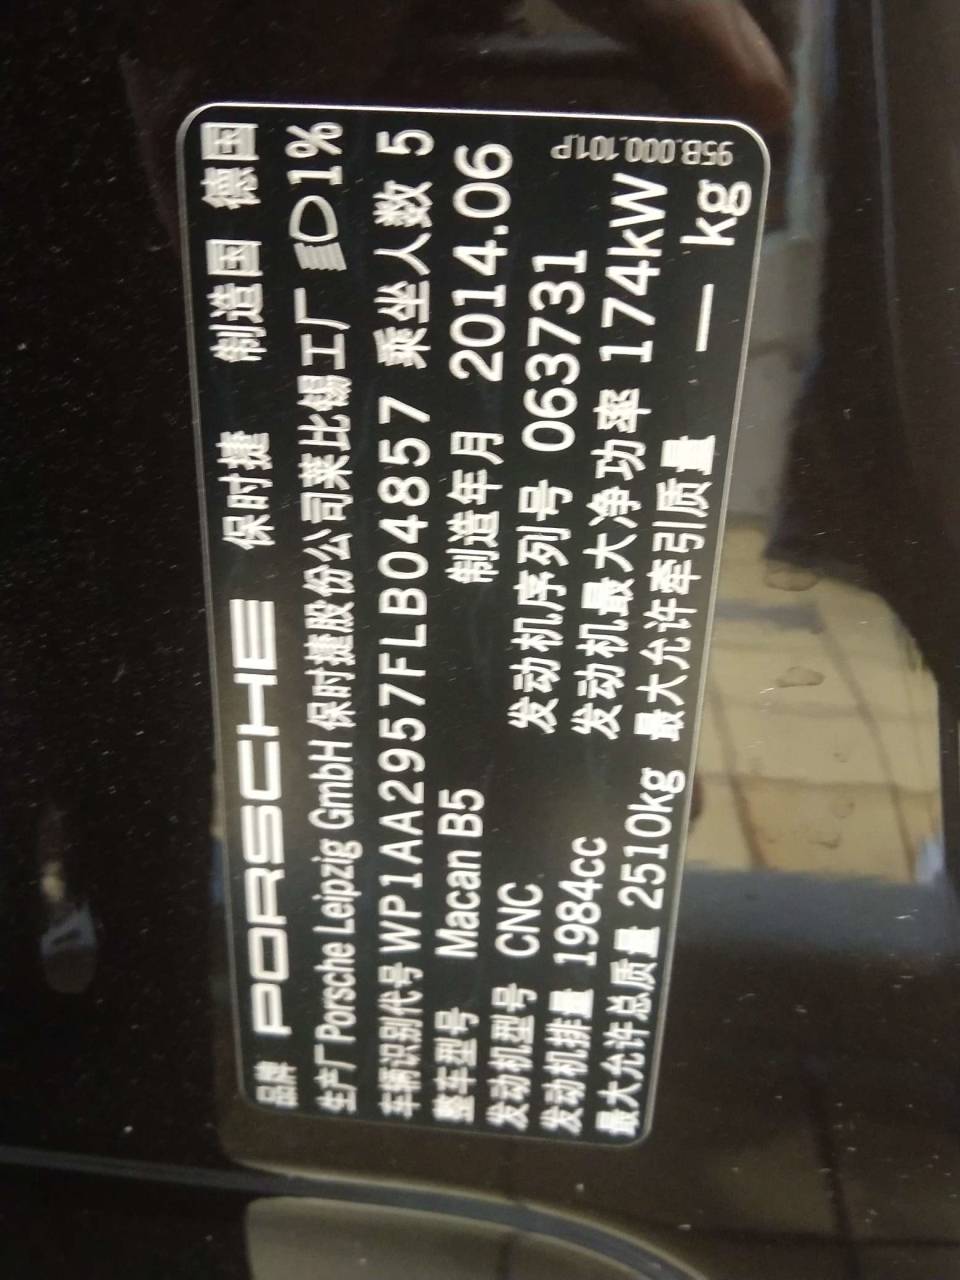 品牌 PORSCHE 保时捷 制造国 德国
生产厂 Porsche Leipzig GmbH 保时捷股份公司莱比锡工厂 1%
车辆识别代号 WP1AA2957FLB04857 乘坐人数 5
整车型号 Macan B5 制造年月 2014.06
发动机型号 CNC 发动机序列号 063731
发动机排量 1984cc 发动机最大净功率 174kW
最大允许总质量 2510kg 最大允许牵引质量 — kg
95B.000.101.P